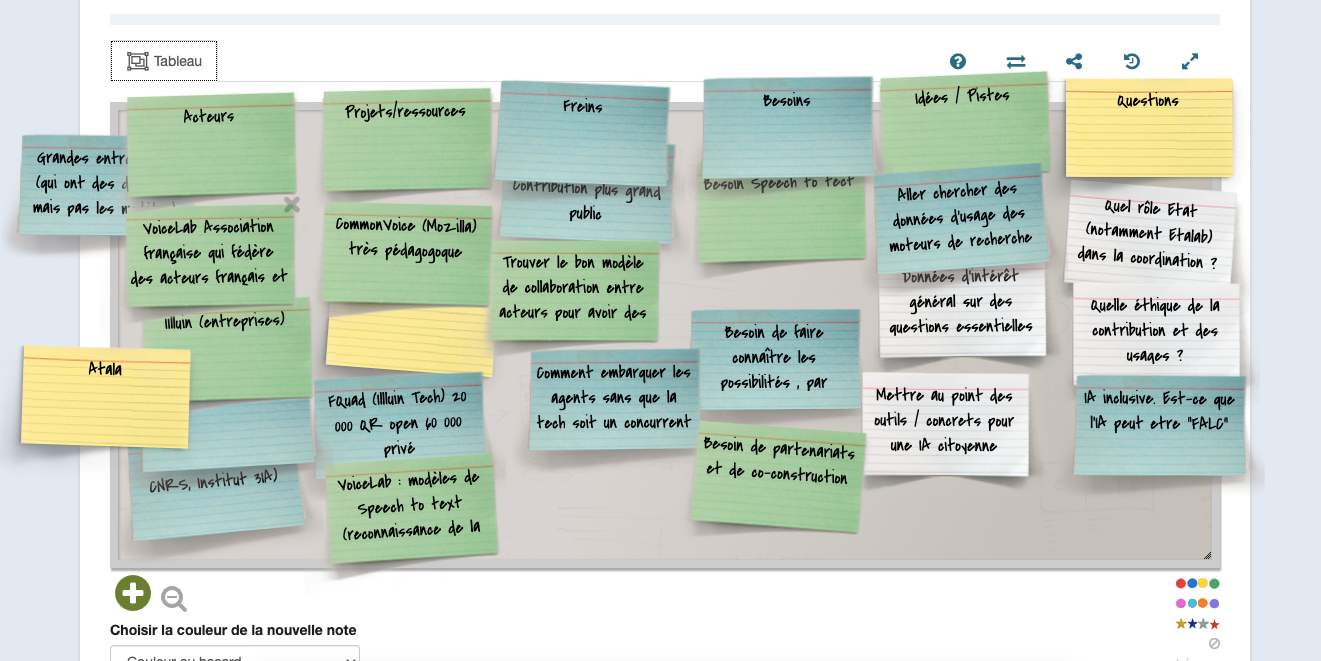 Tableau
Acteurs
Projets/ressources
Freins
Besoins
Idées / Pistes
Questions
Grandes
(qui ont des
mais pas les
VoiceLab Association
française qui fédère
des acteurs français et
Illuin (entreprises)
Atala
CNRS, Institut 3IA)
CommonVoice (Mozilla)
très pédagogoque
FQuad (Illuin Tech) 20
000 QR open 60 000
privé
VoiceLab : modèles de
Speech to text
(reconnaissance de la
Contribution plus grand
public
Trouver le bon modèle
de collaboration entre
acteurs pour avoir des
Comment embarquer les
agents sans que la
tech soit un concurrent
Besoin Speech to tect
Besoin de faire
connaître les
possibilités , par
Besoin de partenariats
et de co-construction
Aller chercher des
données d'usage des
moteurs de recherche
Données d'intérêt
général sur des
questions essentielles
Mettre au point des
outils / concrets pour
une IA citoyenne
Quel rôle Etat
(notamment Etalab)
dans la coordination ?
Quelle éthique de la
contribution et des
usages ?
IA inclusive. Est-ce que
l'IA peut etre "FALC"
Choisir la couleur de la nouvelle note
Couleur au hasard